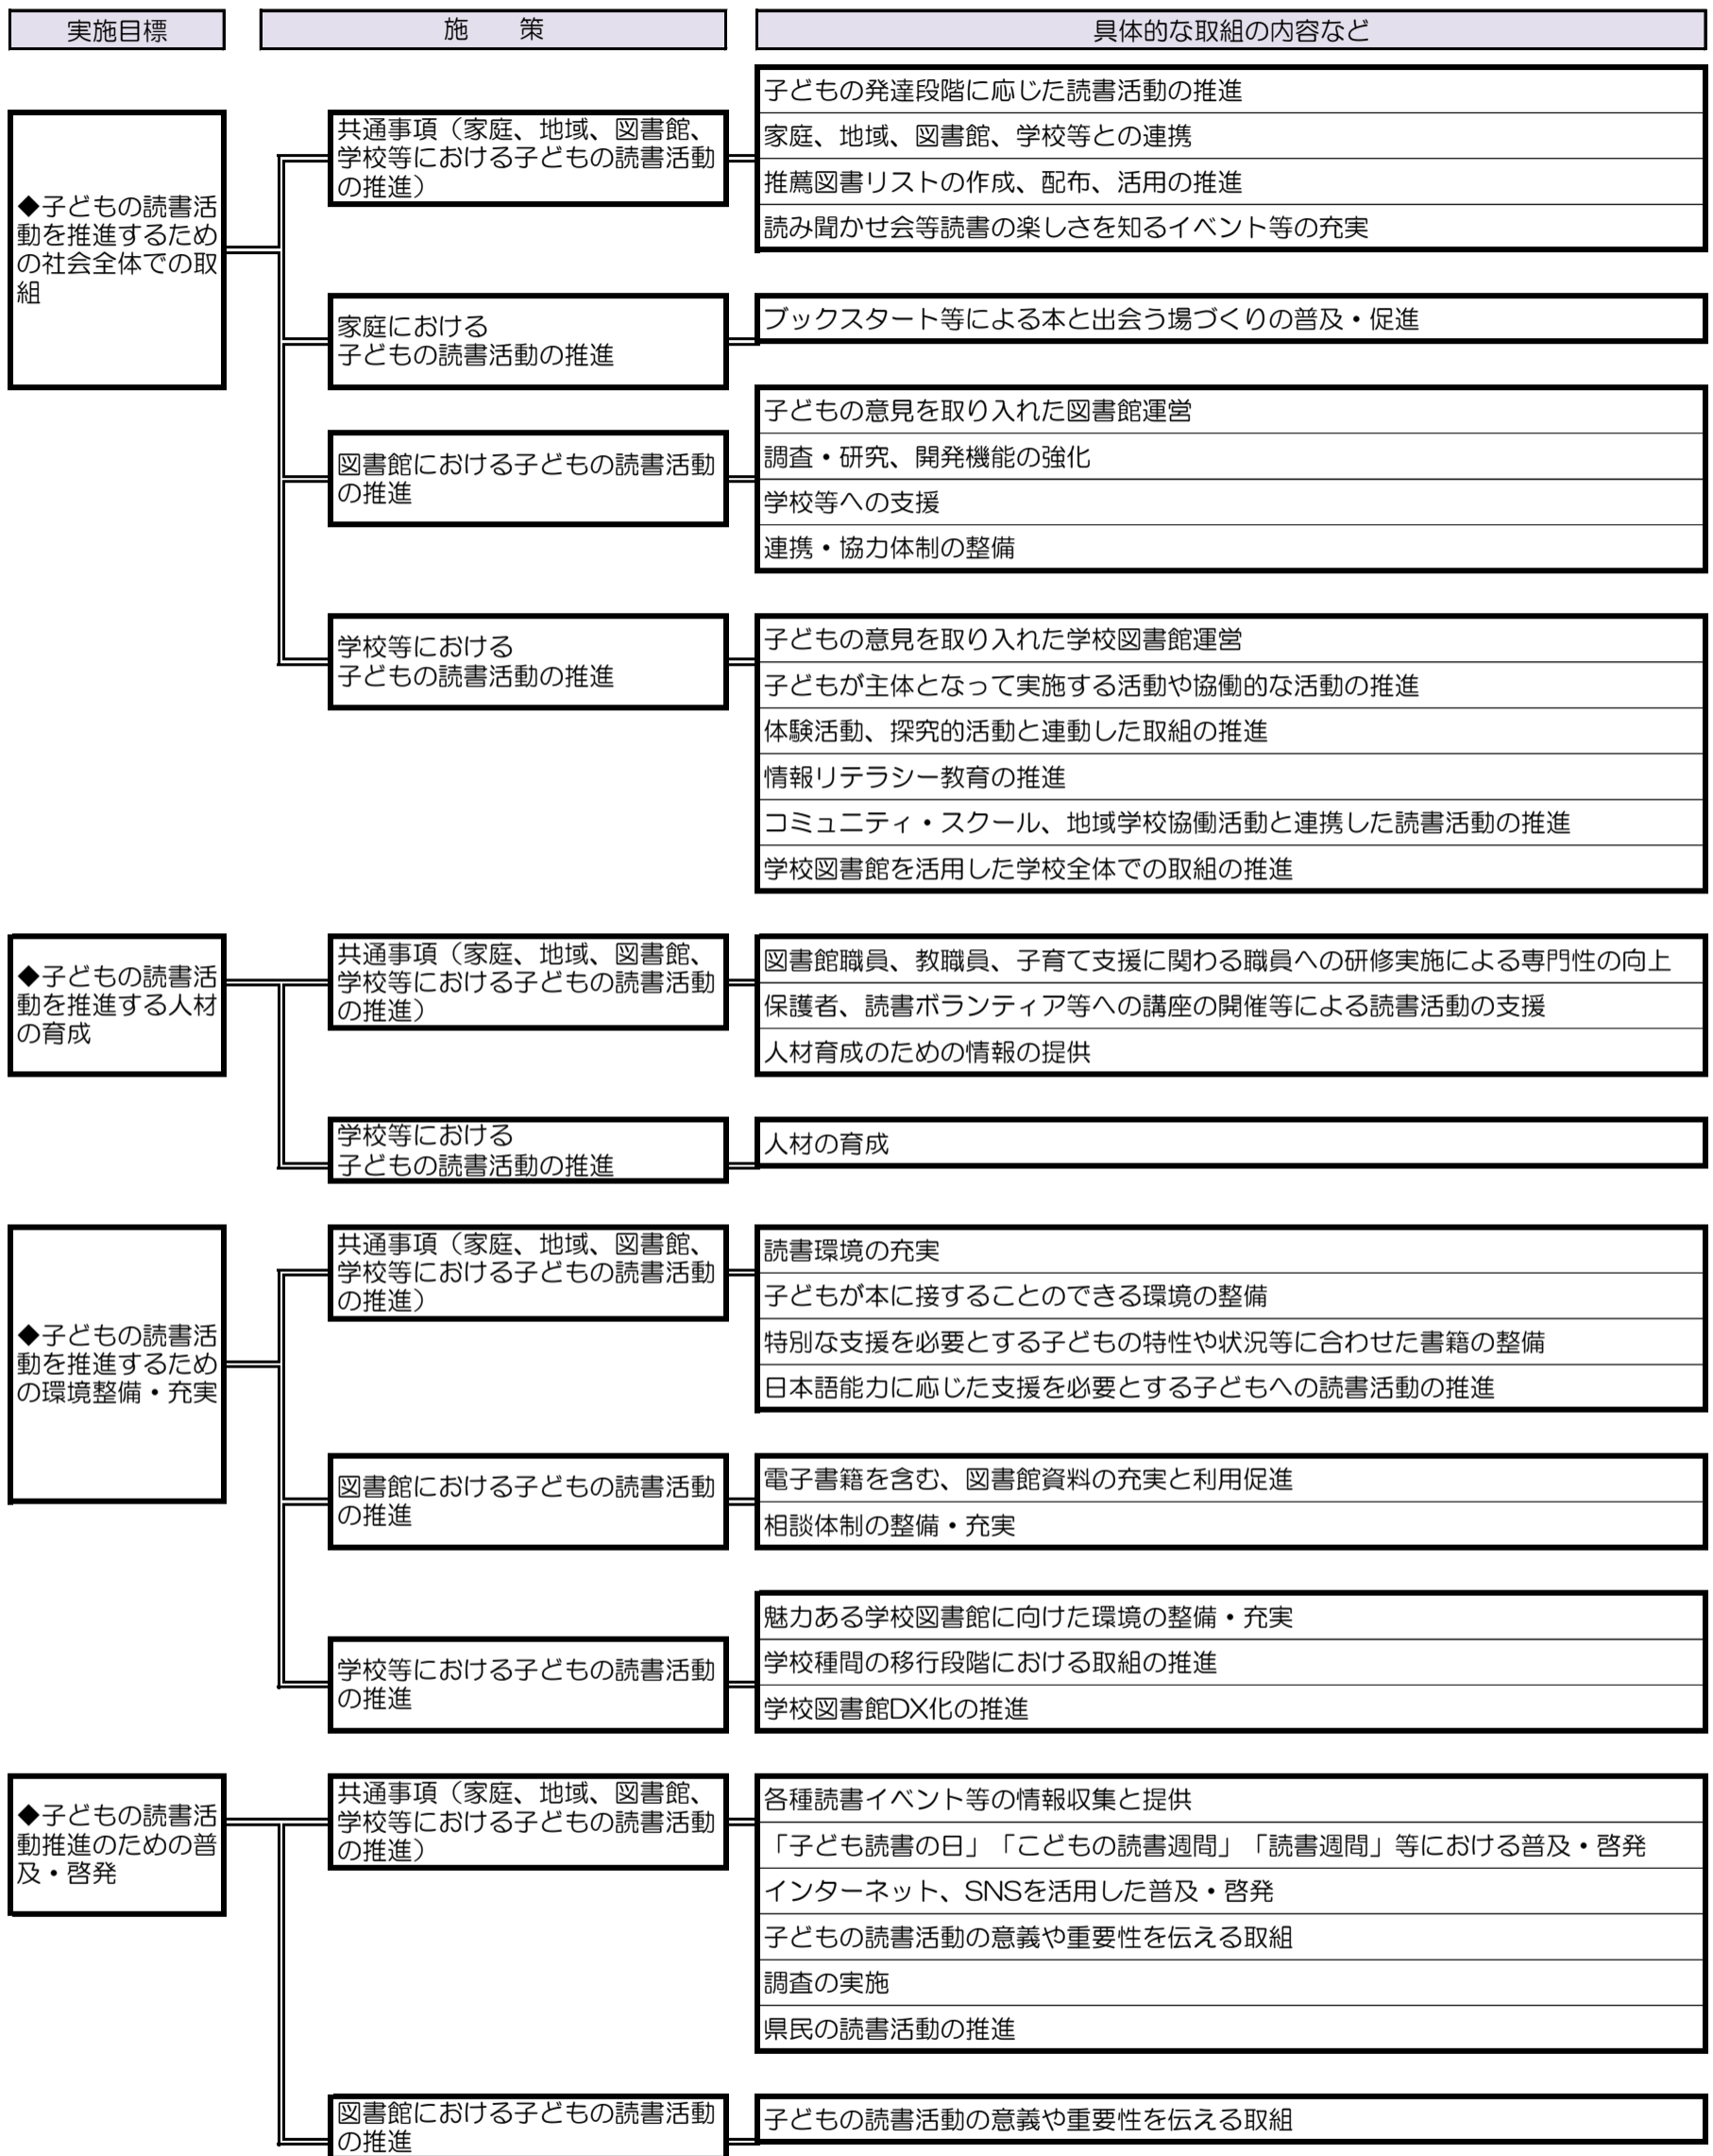 実施目標
施　　策
具体的な取組の内容など
◆子どもの読書活
動を推進するため
の社会全体での取
組
共通事項（家庭、地域、図書館、
学校等における子どもの読書活動
の推進）
子どもの発達段階に応じた読書活動の推進
家庭、地域、図書館、学校等との連携
推薦図書リストの作成、配布、活用の推進
読み聞かせ会等読書の楽しさを知るイベント等の充実
家庭における
子どもの読書活動の推進
ブックスタート等による本と出会う場づくりの普及・促進
図書館における子どもの読書活動
の推進
子どもの意見を取り入れた図書館運営
調査・研究、開発機能の強化
学校等への支援
連携・協力体制の整備
学校等における
子どもの読書活動の推進
子どもの意見を取り入れた学校図書館運営
子どもが主体となって実施する活動や協働的な活動の推進
体験活動、探究的活動と連動した取組の推進
情報リテラシー教育の推進
コミュニティ・スクール、地域学校協働活動と連携した読書活動の推進
学校図書館を活用した学校全体での取組の推進
◆子どもの読書活
動を推進する人材
の育成
共通事項（家庭、地域、図書館、
学校等における子どもの読書活動
の推進）
図書館職員、教職員、子育て支援に関わる職員への研修実施による専門性の向上
保護者、読書ボランティア等への講座の開催等による読書活動の支援
人材育成のための情報の提供
学校等における
子どもの読書活動の推進
人材の育成
◆子どもの読書活
動を推進するため
の環境整備・充実
共通事項（家庭、地域、図書館、
学校等における子どもの読書活動
の推進）
読書環境の充実
子どもが本に接することのできる環境の整備
特別な支援を必要とする子どもの特性や状況等に合わせた書籍の整備
日本語能力に応じた支援を必要とする子どもへの読書活動の推進
図書館における子どもの読書活動
の推進
電子書籍を含む、図書館資料の充実と利用促進
相談体制の整備・充実
学校等における子どもの読書活動
の推進
魅力ある学校図書館に向けた環境の整備・充実
学校種間の移行段階における取組の推進
学校図書館DX化の推進
◆子どもの読書活
動推進のための普
及・啓発
共通事項（家庭、地域、図書館、
学校等における子どもの読書活動
の推進）
各種読書イベント等の情報収集と提供
「子ども読書の日」「こどもの読書週間」「読書週間」等における普及・啓発
インターネット、SNSを活用した普及・啓発
子どもの読書活動の意義や重要性を伝える取組
調査の実施
県民の読書活動の推進
図書館における子どもの読書活動
の推進
子どもの読書活動の意義や重要性を伝える取組